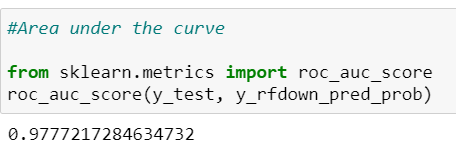 #Area under the curve
from sklearn.metrics import roc_auc_score
roc_auc_score(y_test, y_rfdown_pred_prob)
0.9777217284634732